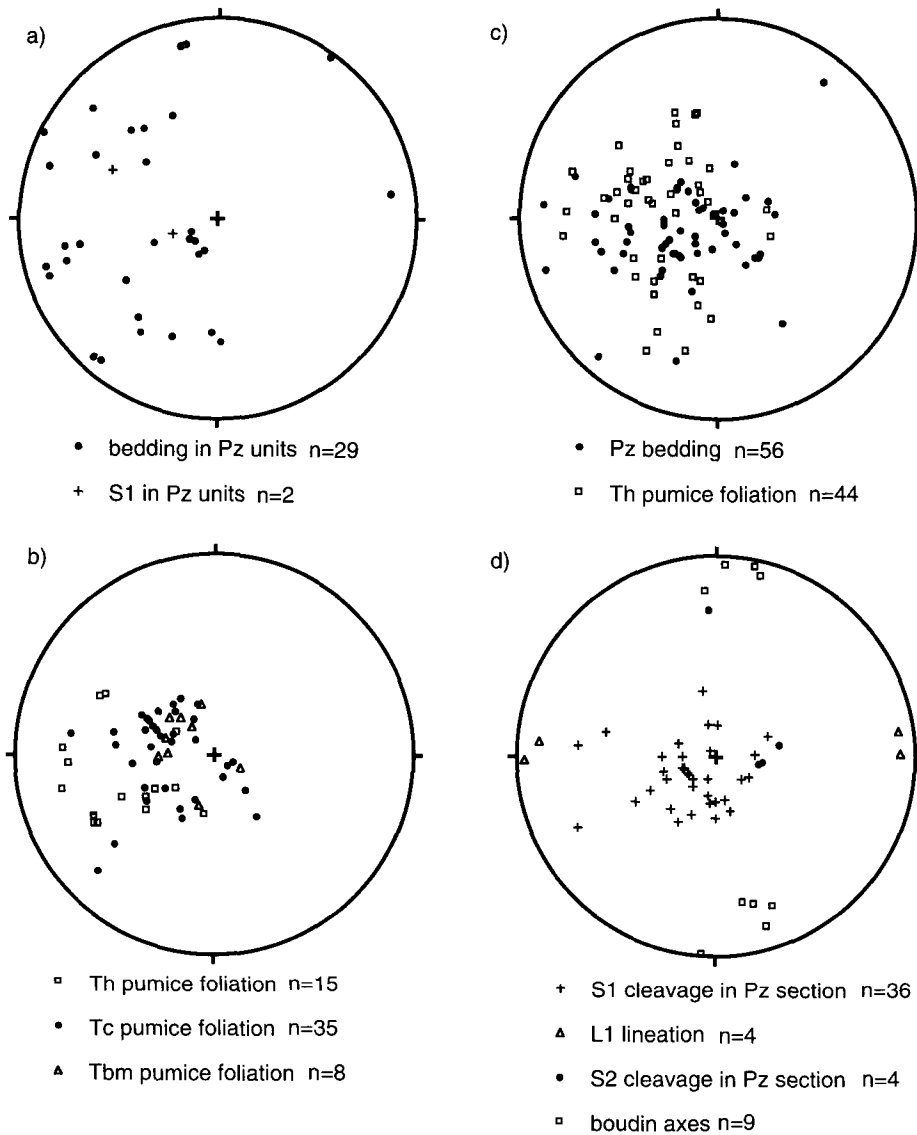 a)
bedding in Pz units n=29
S1 in Pz units n=2
b)
Th pumice foliation n=15
Tc pumice foliation n=35
Tbm pumice foliation n=8
c)
Pz bedding n=56
Th pumice foliation n=44
d)
S1 cleavage in Pz section n=36
L1 lineation n=4
S2 cleavage in Pz section n=4
boudin axes n=9